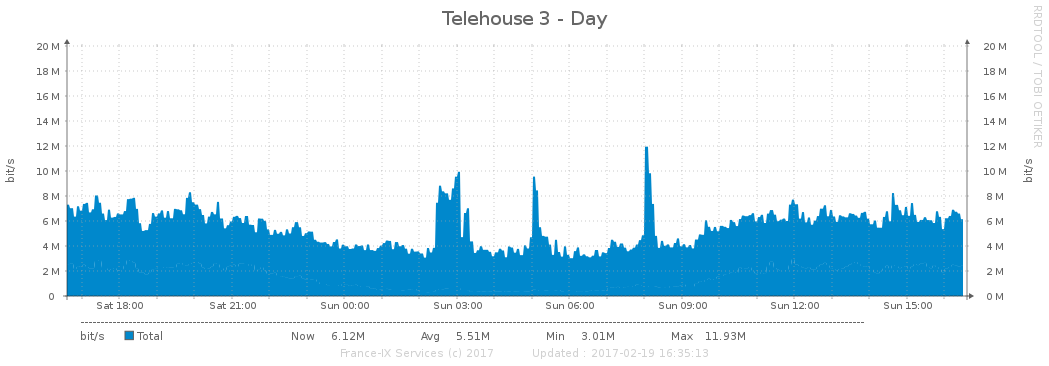 Telehouse 3 - Day
RRDTOOL / TOBI OETIKER
20 M 20 M
18 M 18 M
16 M 16 M
14 M 14 M
12 M 12 M
10 M 10 M
8 M 8 M
6 M 6 M
4 M 4 M
2 M 2 M
0 0 M
bit/s
bit/s
Sat 18:00 Sat 21:00 Sun 00:00 Sun 03:00 Sun 06:00 Sun 09:00 Sun 12:00 Sun 15:00
bit/s Total Now 6.12M Avg 5.51M Min 3.01M Max 11.93M
France-IX Services (c) 2017 Updated : 2017-02-19 16:35:13